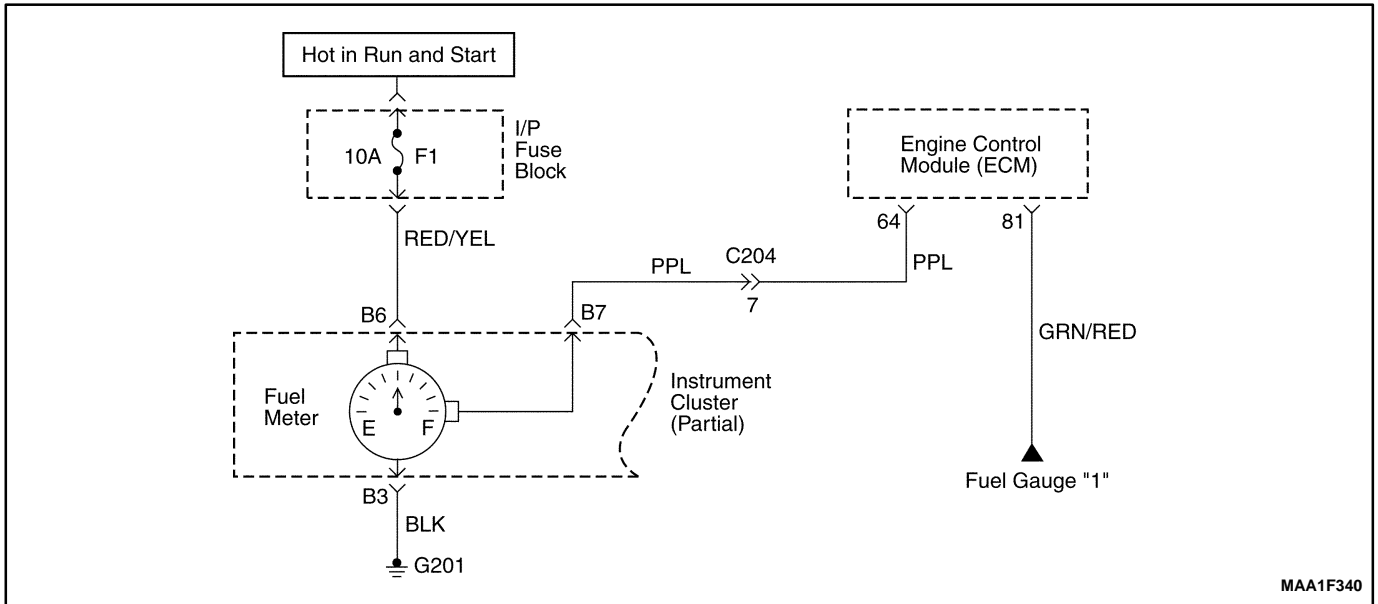 Hot in Run and Start
10A
F1
I/P
Fuse
Block
Engine Control
Module (ECM)
64
81
RED/YEL
PPL
C204
7
PPL
B6
B7
GRN/RED
Fuel
Meter
E
F
Instrument
Cluster
(Partial)
Fuel Gauge "1"
B3
BLK
G201
MAA1F340